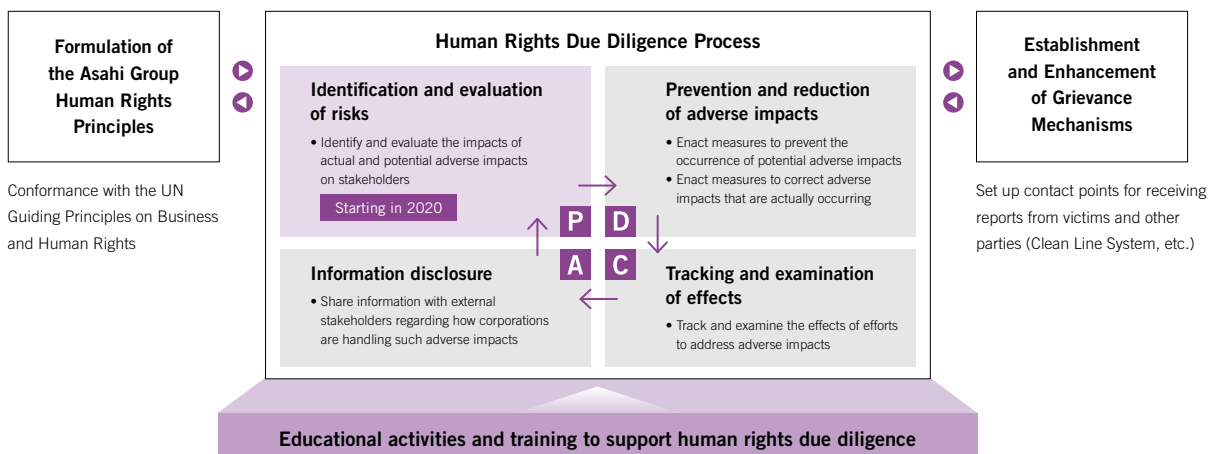 Formulation of
the Asahi Group
Human Rights
Principles
Conformance with the UN
Guiding Principles on Business
and Human Rights
Human Rights Due Diligence Process
Identification and evaluation
of risks
• Identify and evaluate the impacts of
actual and potential adverse impacts
on stakeholders
Starting in 2020
Prevention and reduction
of adverse impacts
• Enact measures to prevent the
occurrence of potential adverse impacts
• Enact measures to correct adverse
impacts that are actually occurring
P D
A C
Information disclosure
• Share information with external
stakeholders regarding how corporations
are handling such adverse impacts
Tracking and examination
of effects
• Track and examine the effects of efforts
to address adverse impacts
Establishment
and Enhancement
of Grievance
Mechanisms
Set up contact points for receiving
reports from victims and other
parties (Clean Line System, etc.)
Educational activities and training to support human rights due diligence